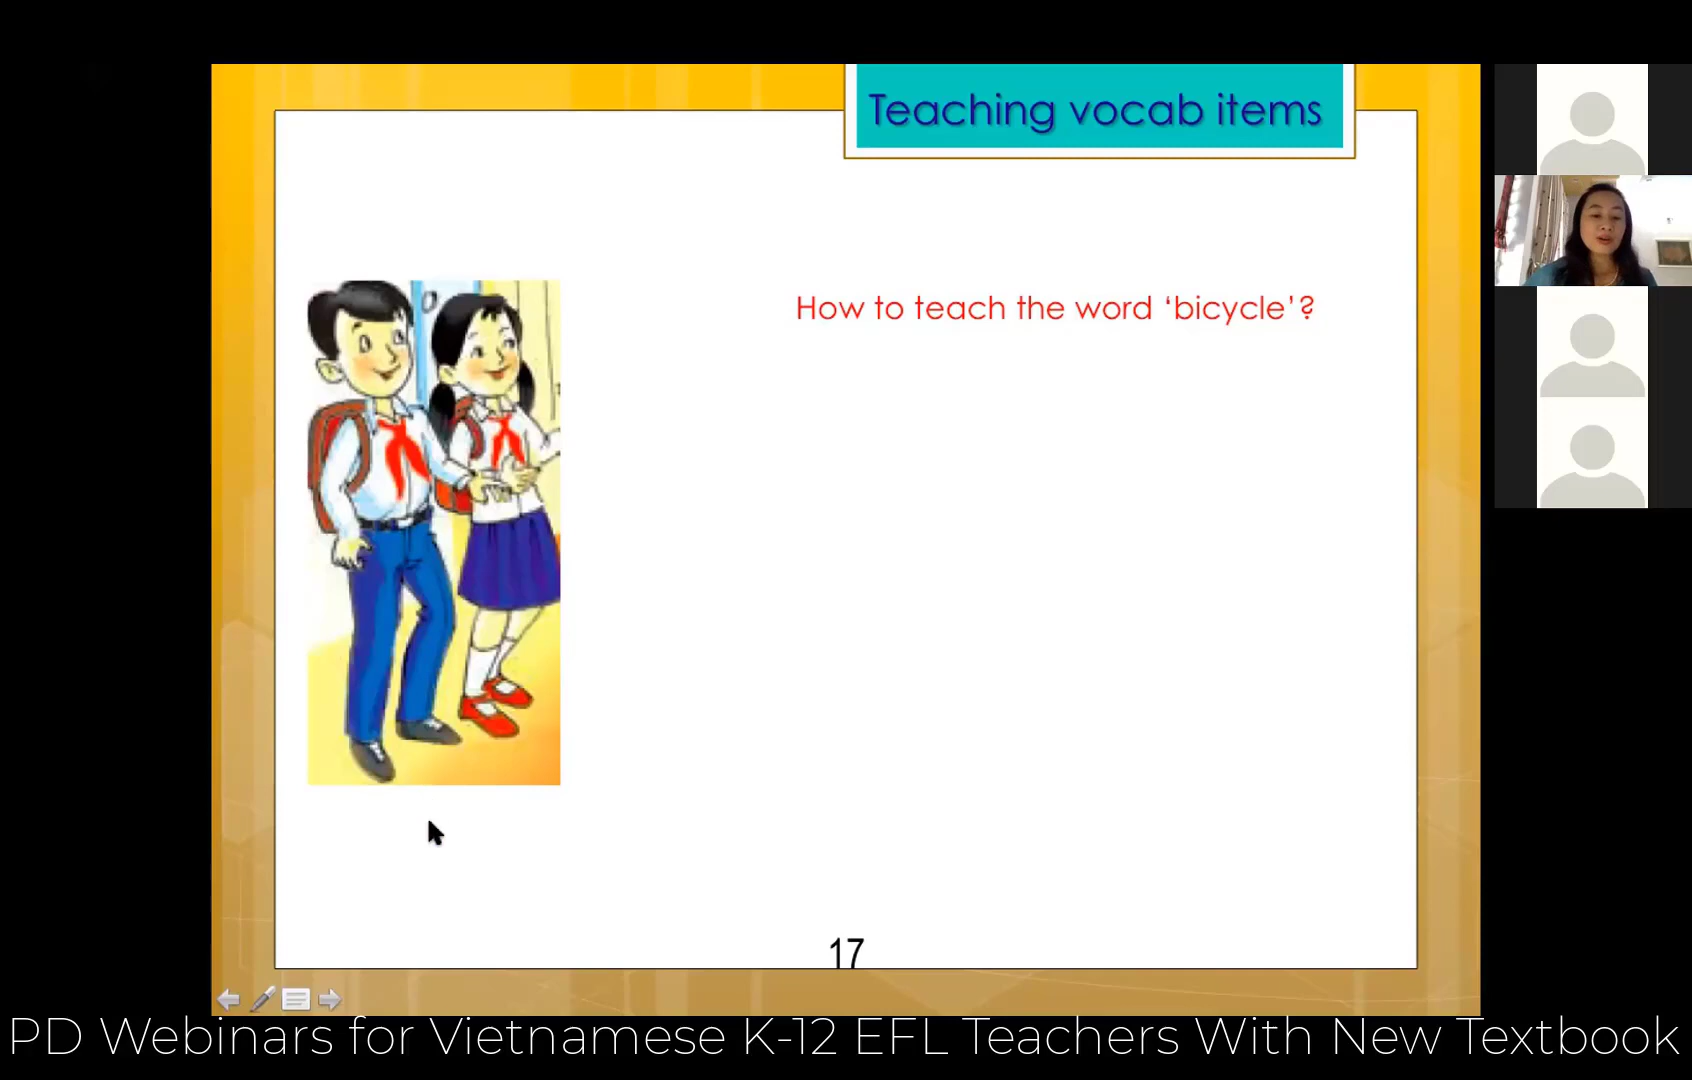 Teaching vocab items
How to teach the word ‘bicycle’?
17
PD Webinars for Vietnamese K-12 EFL Teachers With New Textbook